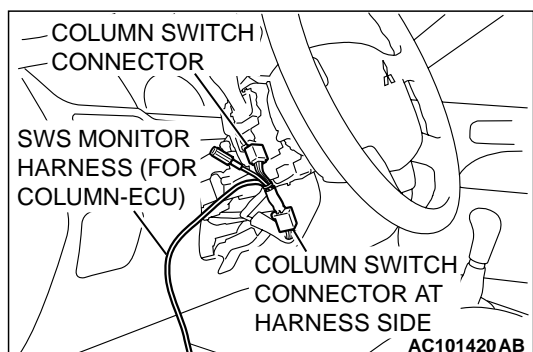 COLUMN SWITCH
CONNECTOR
SWS MONITOR
HARNESS (FOR
COLUMN-ECU)
COLUMN SWITCH
CONNECTOR AT
HARNESS SIDE
AC101420AB